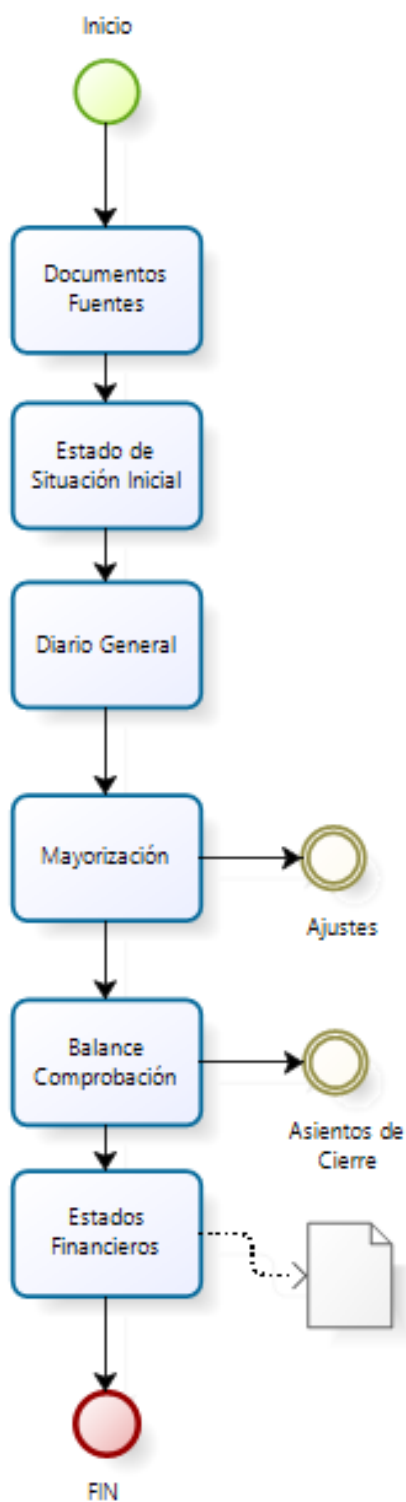 Inicio
Documentos
Fuentes
Estado de
Situación Inicial
Diario General
Mayorización
Ajustes
Balance
Comprobación
Asientos de
Cierre
Estados
Financieros
FIN